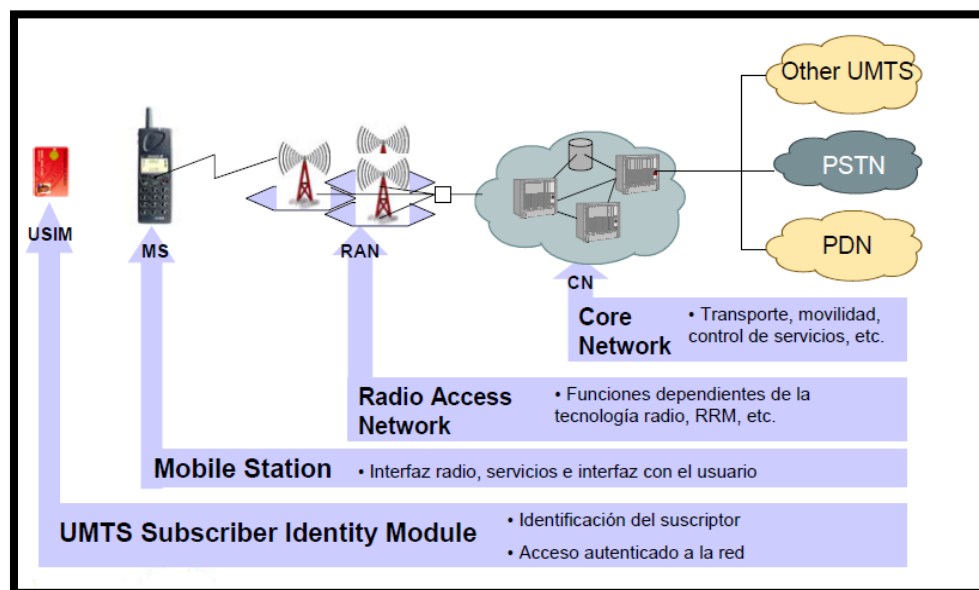 Other UMTS
PSTN
PDN
USIM
MS
RAN
CN
Core
Network
• Transporte, movilidad,
control de servicios, etc.
Radio Access
Network
• Funciones dependientes de la
tecnología radio, RRM, etc.
Mobile Station
• Interfaz radio, servicios e interfaz con el usuario
UMTS Subscriber Identity Module
• Identificación del suscriptor
• Acceso autenticado a la red